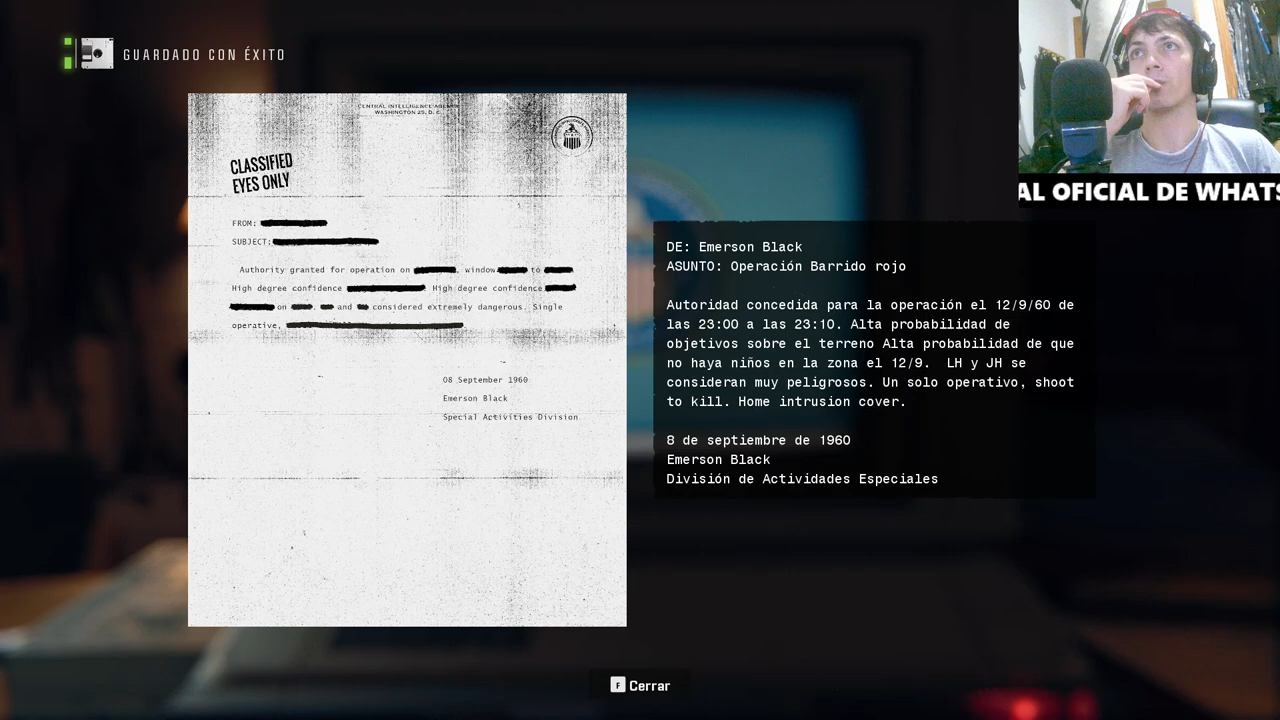 GUARDADO CON ÉXITO
CENTRAL INTELLIGENCE AGENCY
WASHINGTON 25, D. C.
CLASSIFIED
EYES ONLY
FROM:
SUBJECT:
Authority granted for operation on , window to
High degree confidence . High degree confidence
on and considered extremely dangerous. Single
operative,
08 September 1960
Emerson Black
Special Activities Division
AL OFICIAL DE WHATS
DE: Emerson Black
ASUNTO: Operación Barrido rojo
Autoridad concedida para la operación el 12/9/60 de
las 23:00 a las 23:10. Alta probabilidad de
objetivos sobre el terreno Alta probabilidad de que
no haya niños en la zona el 12/9. LH y JH se
consideran muy peligrosos. Un solo operativo, shoot
to kill. Home intrusion cover.
8 de septiembre de 1960
Emerson Black
División de Actividades Especiales
F Cerrar